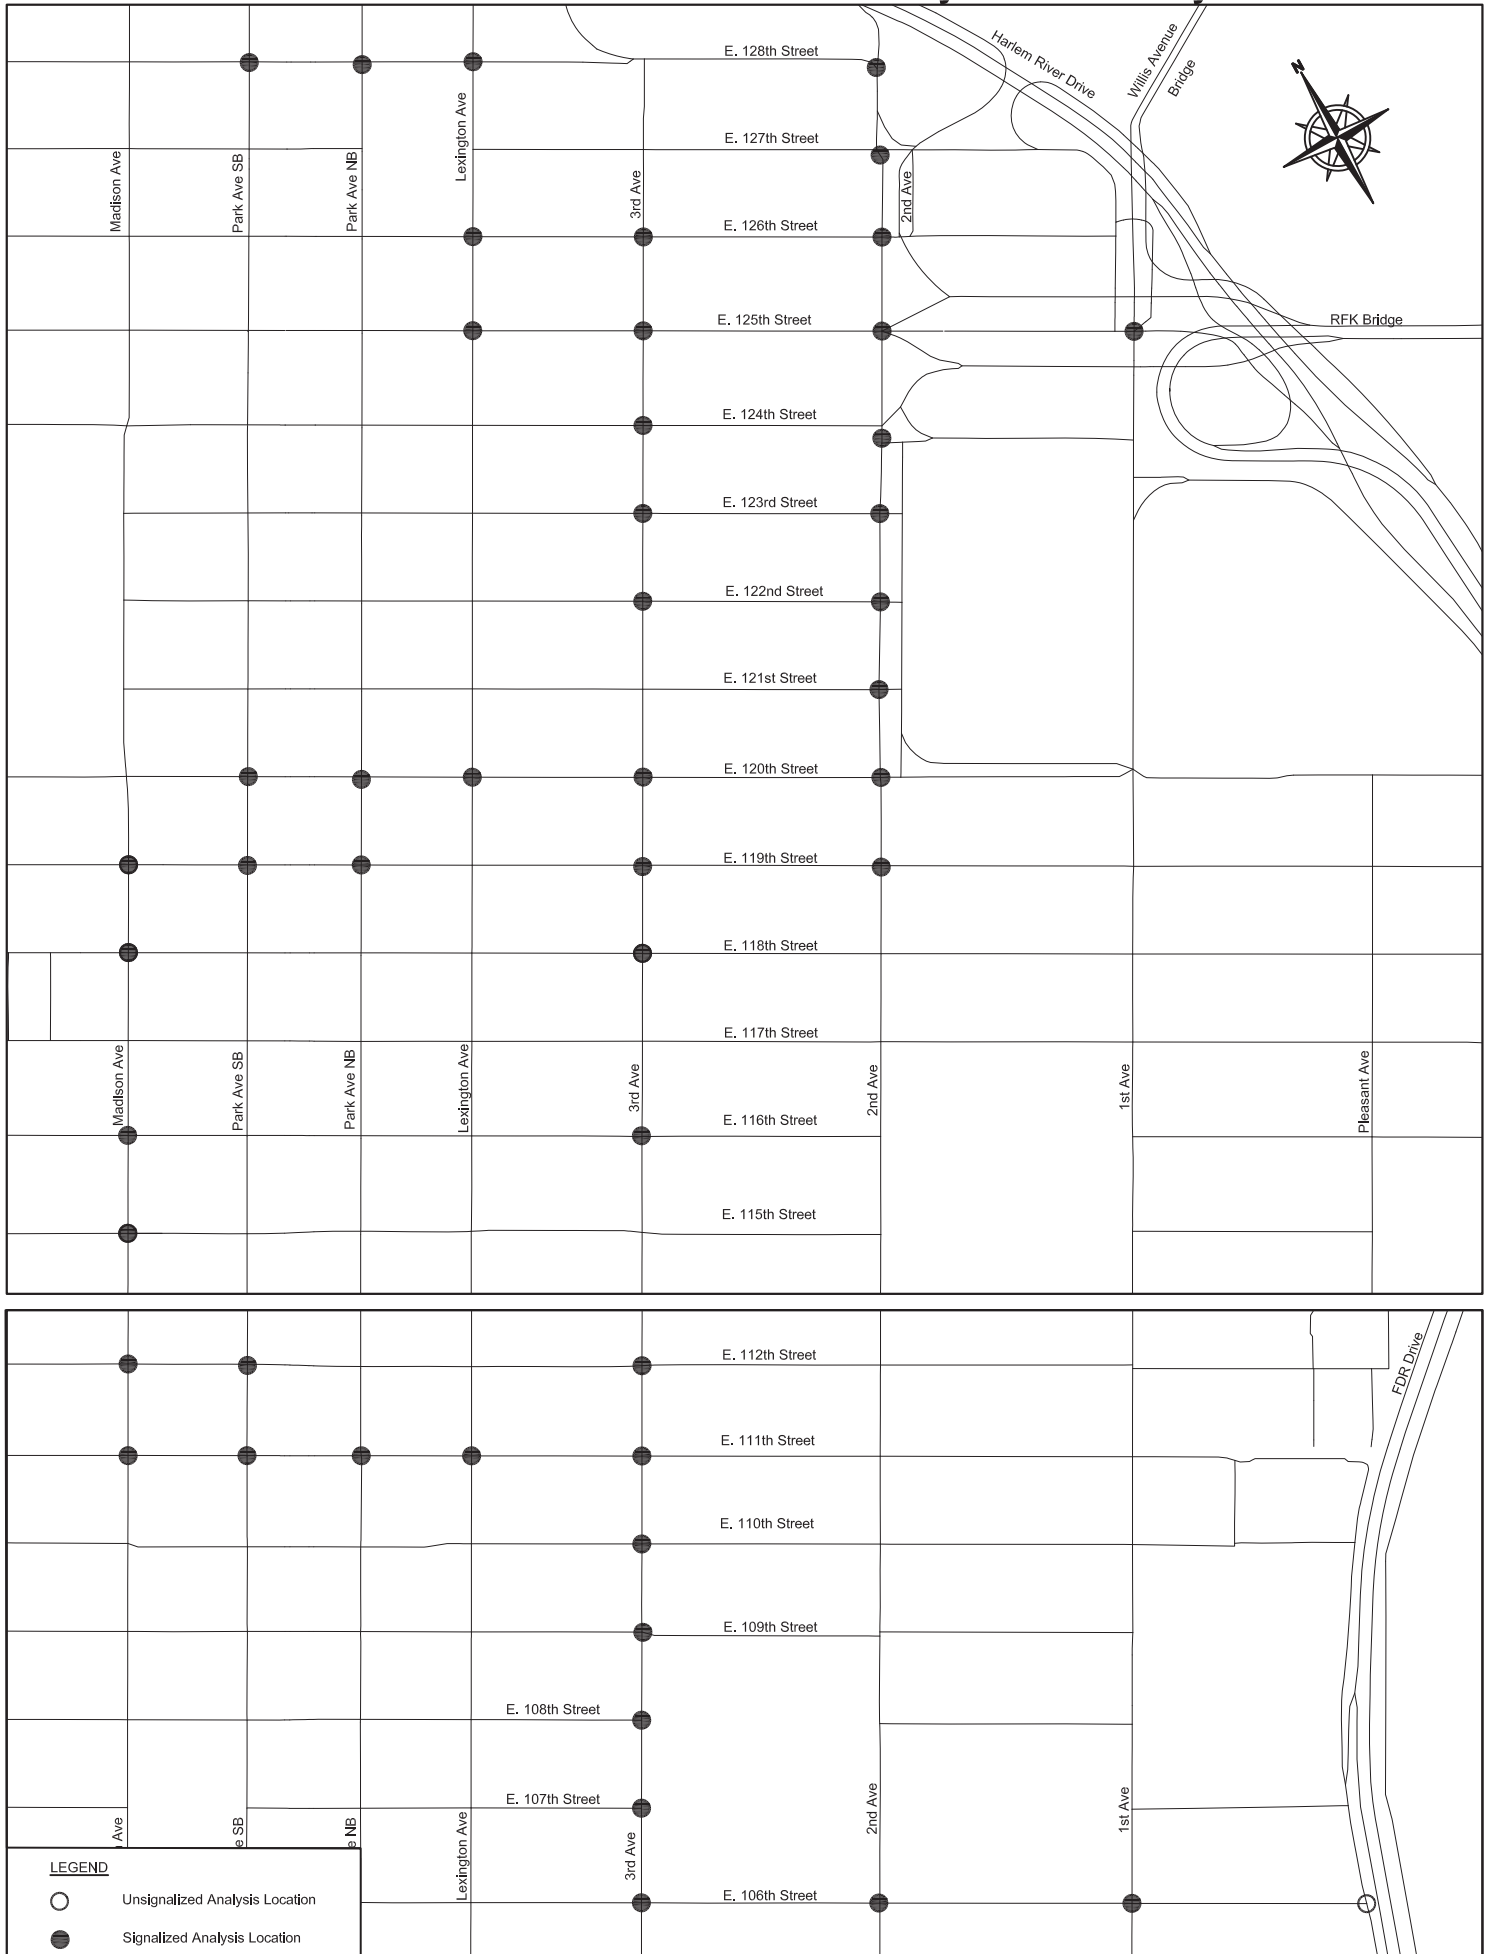 E. 128th Street
Harlem River Drive
Willis Avenue
Bridge
N
E. 127th Street
Madison Ave
Park Ave SB
Park Ave NB
Lexington Ave
3rd Ave
2nd Ave
E. 126th Street
E. 125th Street
RFK Bridge
E. 124th Street
E. 123rd Street
E. 122nd Street
E. 121st Street
E. 120th Street
E. 119th Street
E. 118th Street
E. 117th Street
Madison Ave
Park Ave SB
Park Ave NB
Lexington Ave
3rd Ave
2nd Ave
1st Ave
Pleasant Ave
E. 116th Street
E. 115th Street
E. 112th Street
FDR Drive
E. 111th Street
E. 110th Street
E. 109th Street
E. 108th Street
E. 107th Street
Ave
e SB
e NB
Lexington Ave
3rd Ave
2nd Ave
1st Ave
E. 106th Street
LEGEND
Unsignalized Analysis Location
Signalized Analysis Location